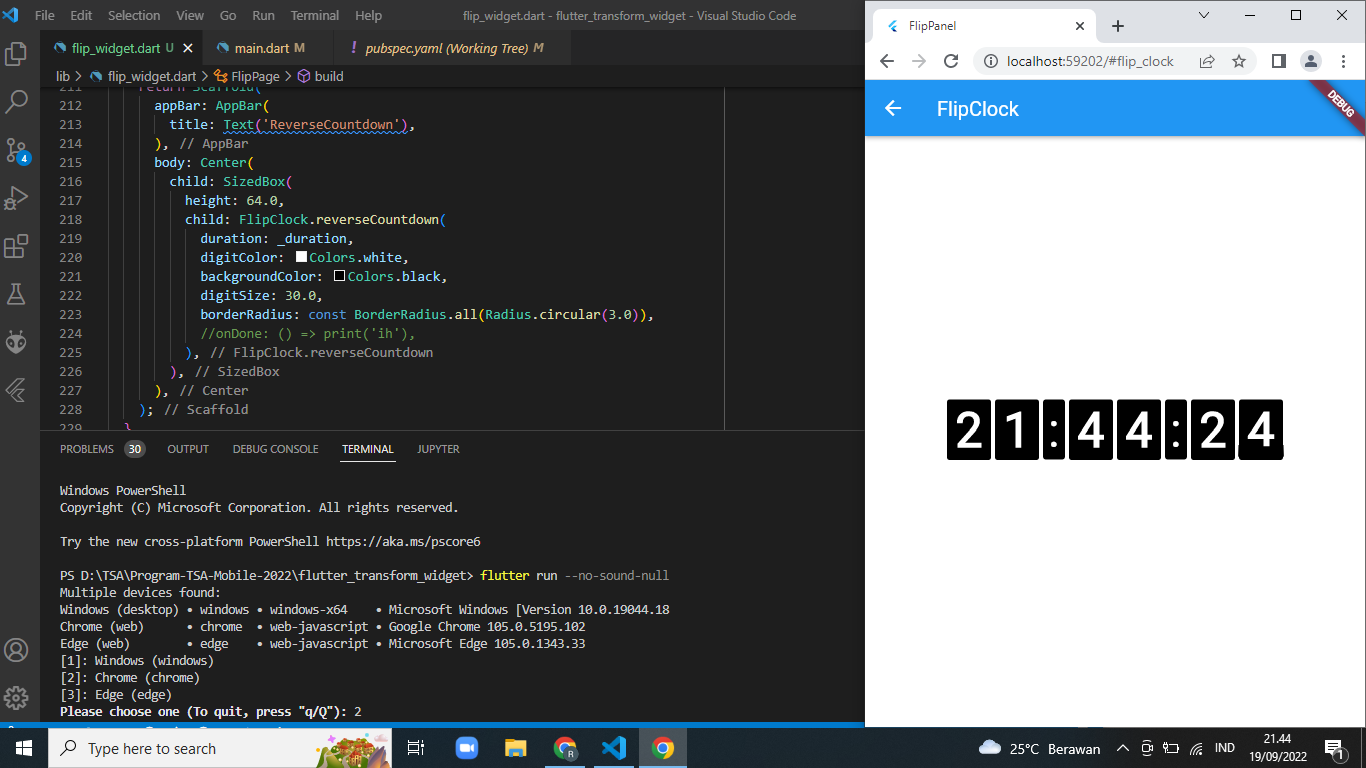 File Edit Selection View Go Run Terminal Help flip_widget.dart - flutter_transform_widget - Visual Studio Code
flip_widget.dart U main.dart M ! pubspec.yaml (Working Tree) M
lib > flip_widget.dart > FlipPage > build
211 return Scaffold(
212 appBar: AppBar(
213 title: Text('ReverseCountdown'),
214 ), // AppBar
215 body: Center(
216 child: SizedBox(
217 height: 64.0,
218 child: FlipClock.reverseCountdown(
219 duration: _duration,
220 digitColor: Colors.white,
221 backgroundColor: Colors.black,
222 digitSize: 30.0,
223 borderRadius: const BorderRadius.all(Radius.circular(3.0)),
224 //onDone: () => print('ih'),
225 ), // FlipClock.reverseCountdown
226 ), // SizedBox
227 ), // Center
228 ); // Scaffold
229 }
4
PROBLEMS 30 OUTPUT DEBUG CONSOLE TERMINAL JUPYTER
Windows PowerShell
Copyright (C) Microsoft Corporation. All rights reserved.
Try the new cross-platform PowerShell https://aka.ms/pscore6
PS D:\TSA\Program-TSA-Mobile-2022\flutter_transform_widget> flutter run --no-sound-null
Multiple devices found:
Windows (desktop) • windows • windows-x64 • Microsoft Windows [Version 10.0.19044.18
Chrome (web) • chrome • web-javascript • Google Chrome 105.0.5195.102
Edge (web) • edge • web-javascript • Microsoft Edge 105.0.1343.33
[1]: Windows (windows)
[2]: Chrome (chrome)
[3]: Edge (edge)
Please choose one (To quit, press "q/Q"): 2
FlipPanel
localhost:59202/#flip_clock
FlipClock
DEBUG
21:44:24
Type here to search
R
25°C Berawan
IND
21.44
19/09/2022
1